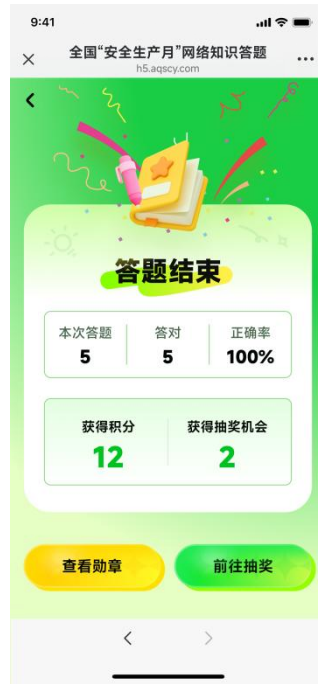 9:41
全国“安全生产月”网络知识答题
h5.aqscy.com
答题结束
本次答题 答对 正确率
5 5 100%
获得积分 获得抽奖机会
12 2
查看勋章 前往抽奖